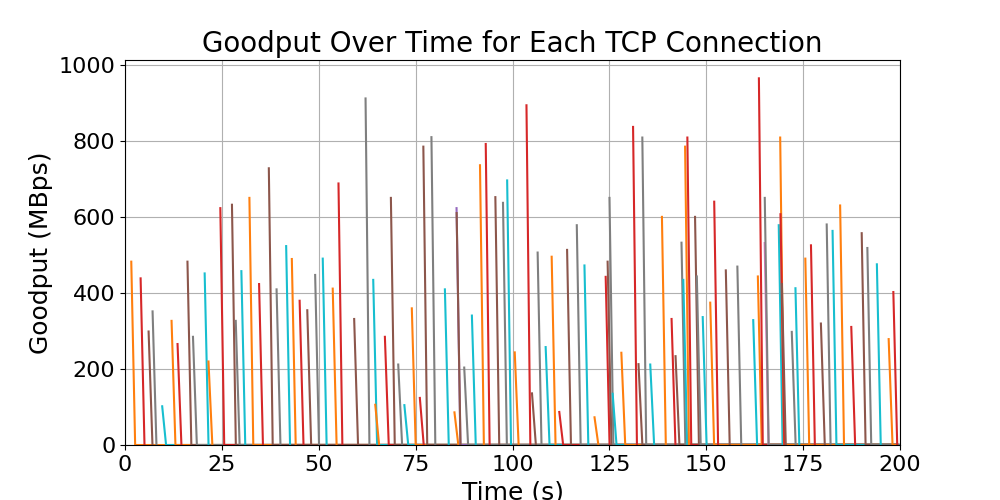 Goodput Over Time for Each TCP Connection
1000
800
600
400
200
0
Goodput (MBps)
0 25 50 75 100 125 150 175 200
Time (s)